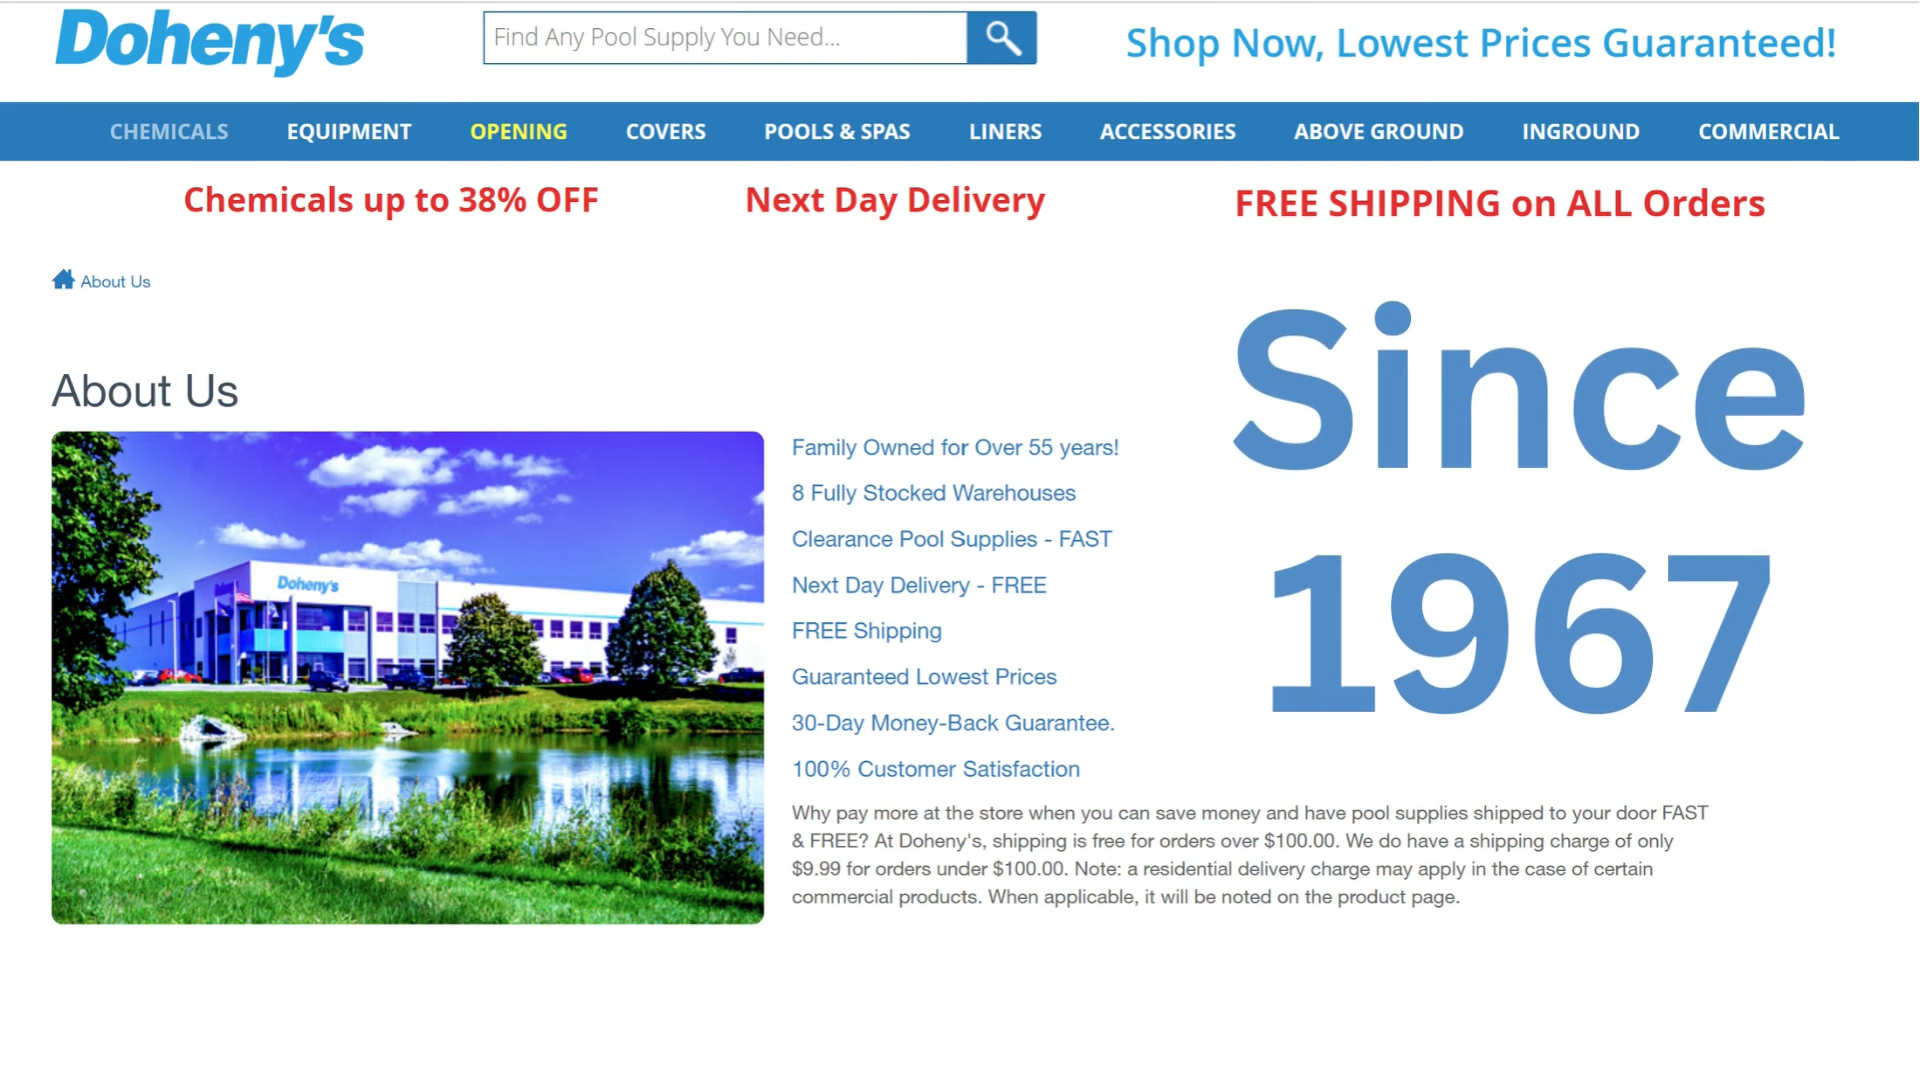 Doheny's
Find Any Pool Supply You Need...
Shop Now, Lowest Prices Guaranteed!
CHEMICALS EQUIPMENT OPENING COVERS POOLS & SPAS LINERS ACCESSORIES ABOVE GROUND INGROUND COMMERCIAL
Chemicals up to 38% OFF
Next Day Delivery
FREE SHIPPING on ALL Orders
About Us
About Us
Doheny's
Family Owned for Over 55 years!
8 Fully Stocked Warehouses
Clearance Pool Supplies - FAST
Next Day Delivery - FREE
FREE Shipping
Guaranteed Lowest Prices
30-Day Money-Back Guarantee.
100% Customer Satisfaction
Since
1967
Why pay more at the store when you can save money and have pool supplies shipped to your door FAST
& FREE? At Doheny's, shipping is free for orders over $100.00. We do have a shipping charge of only
$9.99 for orders under $100.00. Note: a residential delivery charge may apply in the case of certain
commercial products. When applicable, it will be noted on the product page.